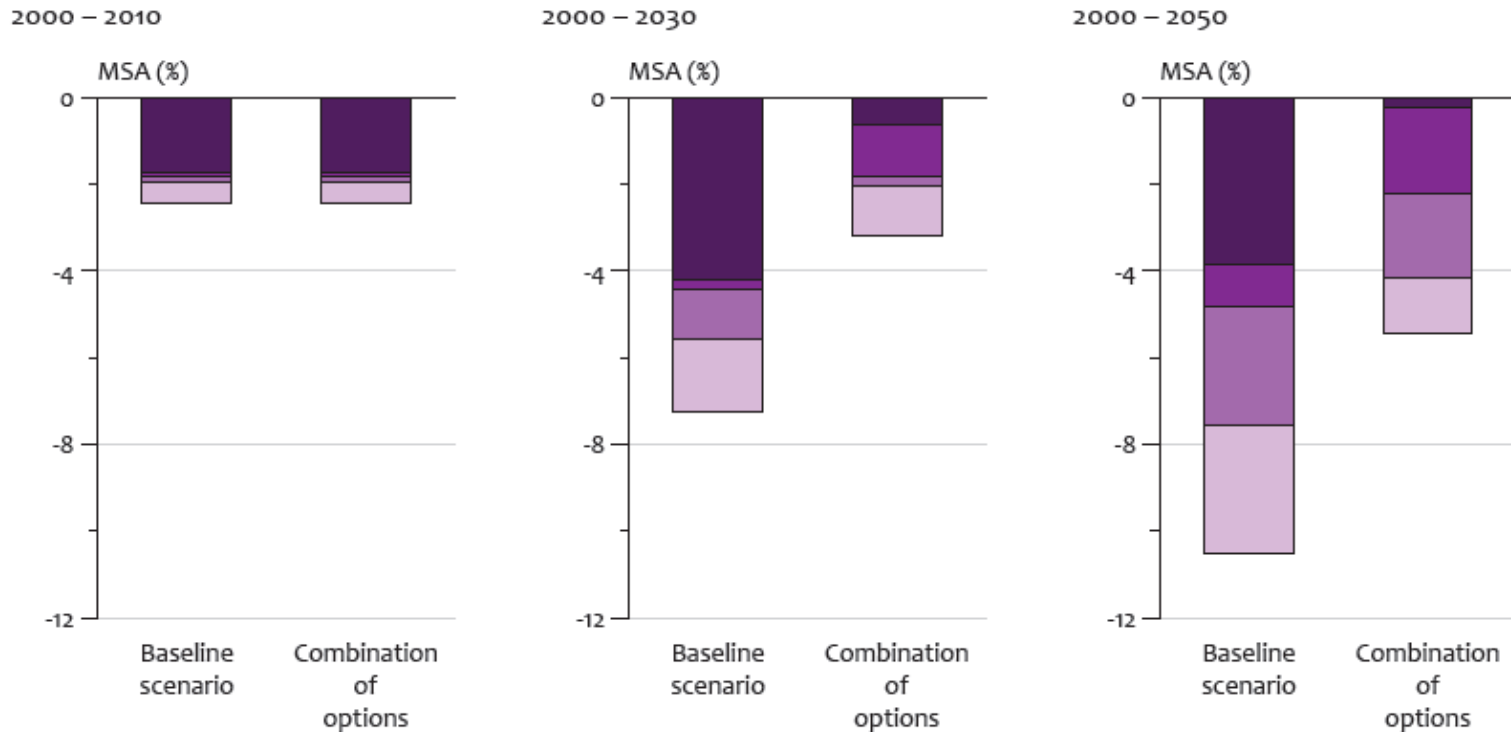 2000 – 2010
MSA (%)
0
-4
-8
-12
Baseline
scenario
Combination
of
options
2000 – 2030
MSA (%)
0
-4
-8
-12
Baseline
scenario
Combination
of
options
2000 – 2050
MSA (%)
0
-4
-8
-12
Baseline
scenario
Combination
of
options